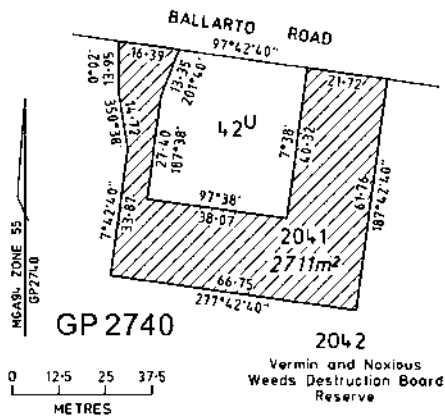 BALLARTO ROAD
97°42'40"
16·39
13·35
201°40'
21·72
0°02'
13·95
14·72
350°38'
42U
7°38'
40·32
27·40
187°38'
97°38'
38·07
61·76
187°42'40"
7°42'40"
33·87
2041
2711m²
66·75
277°42'40"
MGA94 ZONE 55
GP2740
GP 2740
2042
Vermin and Noxious
Weeds Destruction Board
Reserve
0 12·5 25 37·5
METRES